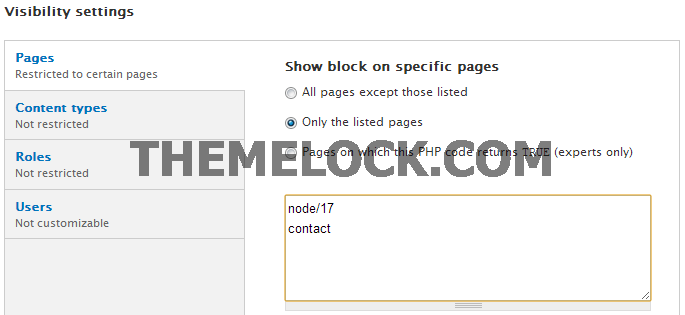 Visibility settings
Pages
Restricted to certain pages
Content types
Not restricted
Roles
Not restricted
Users
Not customizable
Show block on specific pages
All pages except those listed
Only the listed pages
Pages on which this PHP code returns TRUE (experts only)
THEMELOCK.COM
node/17
contact